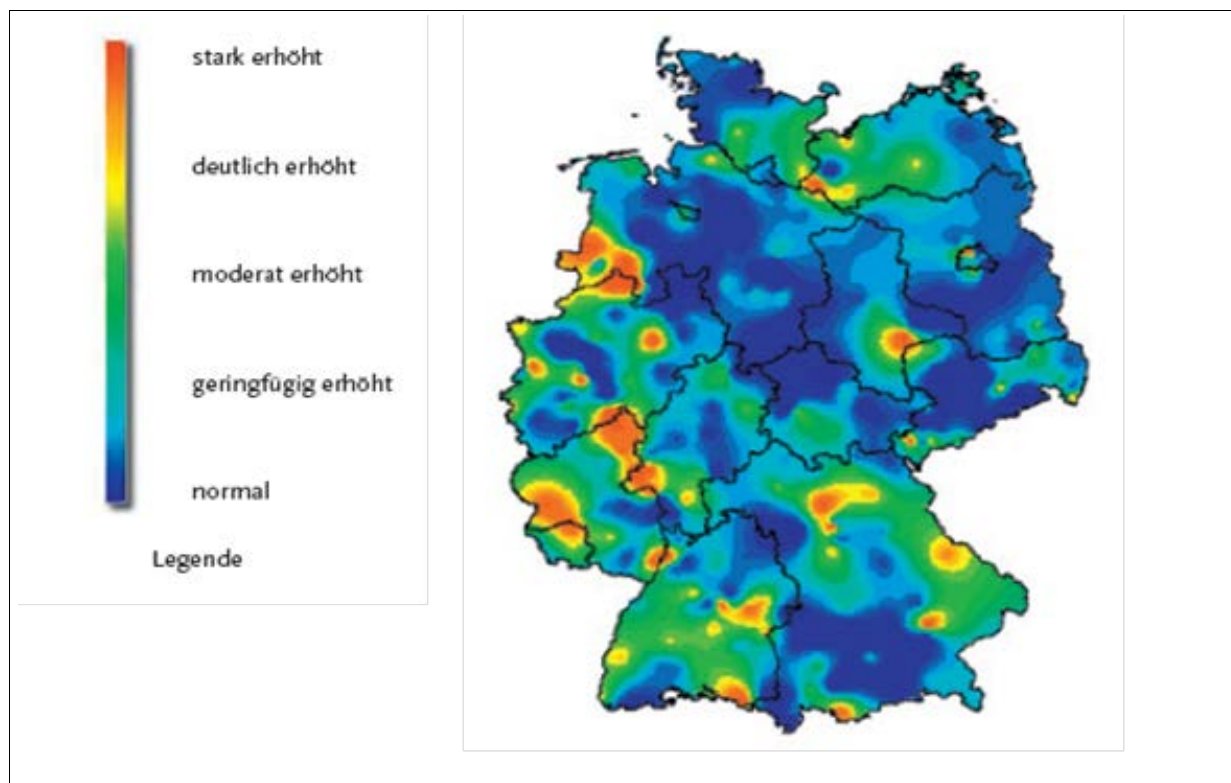 stark erhöht
deutlich erhöht
moderat erhöht
geringfügig erhöht
normal
Legende